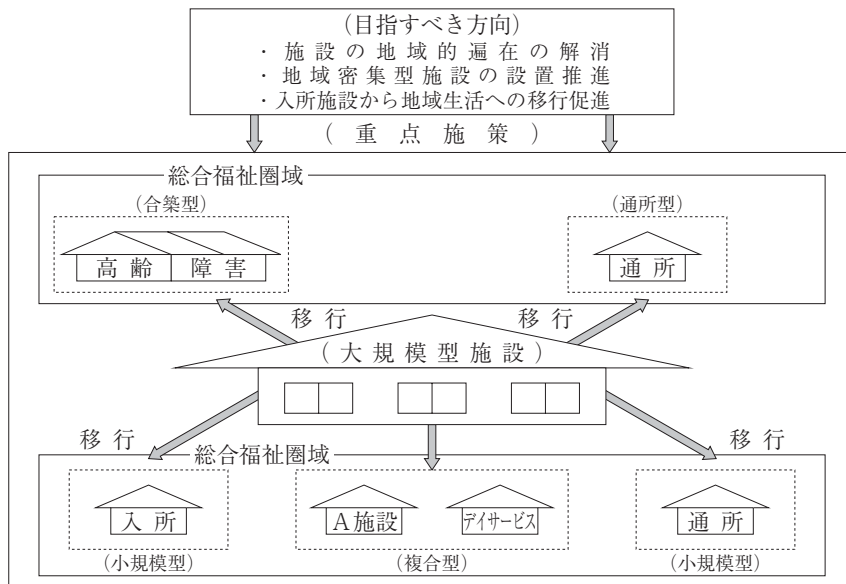 (目指すべき方向)
・施設の地域的遍在の解消
・地域密集型施設の設置推進
・入所施設から地域生活への移行促進
(重点施策)
総合福祉圏域
(合築型)
(通所型)
高齢
障害
通所
移行
移行
(大規模型施設)
移行
移行
総合福祉圏域
入所
A施設
デイサービス
通所
(小規模型)
(複合型)
(小規模型)